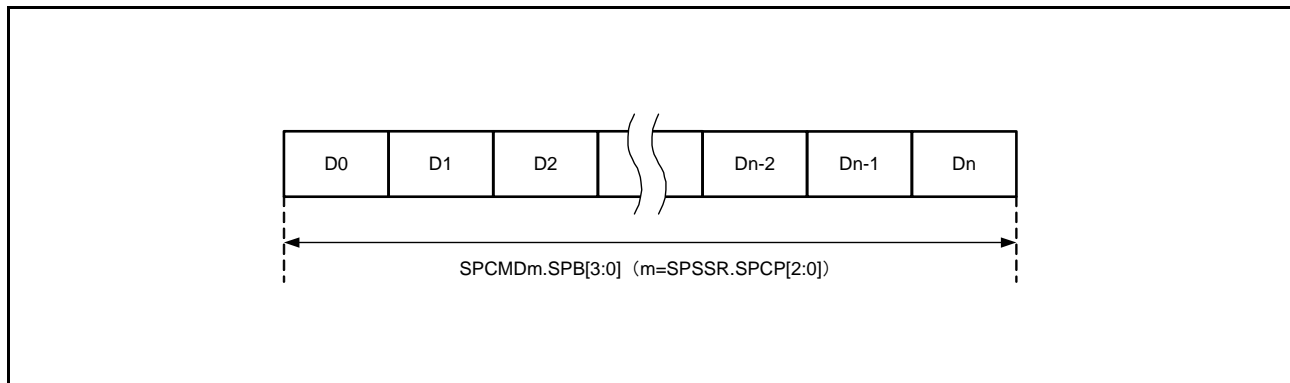 D0 D1 D2 Dn-2 Dn-1 Dn
SPCMDm.SPB[3:0]（m=SPSSR.SPCP[2:0]）